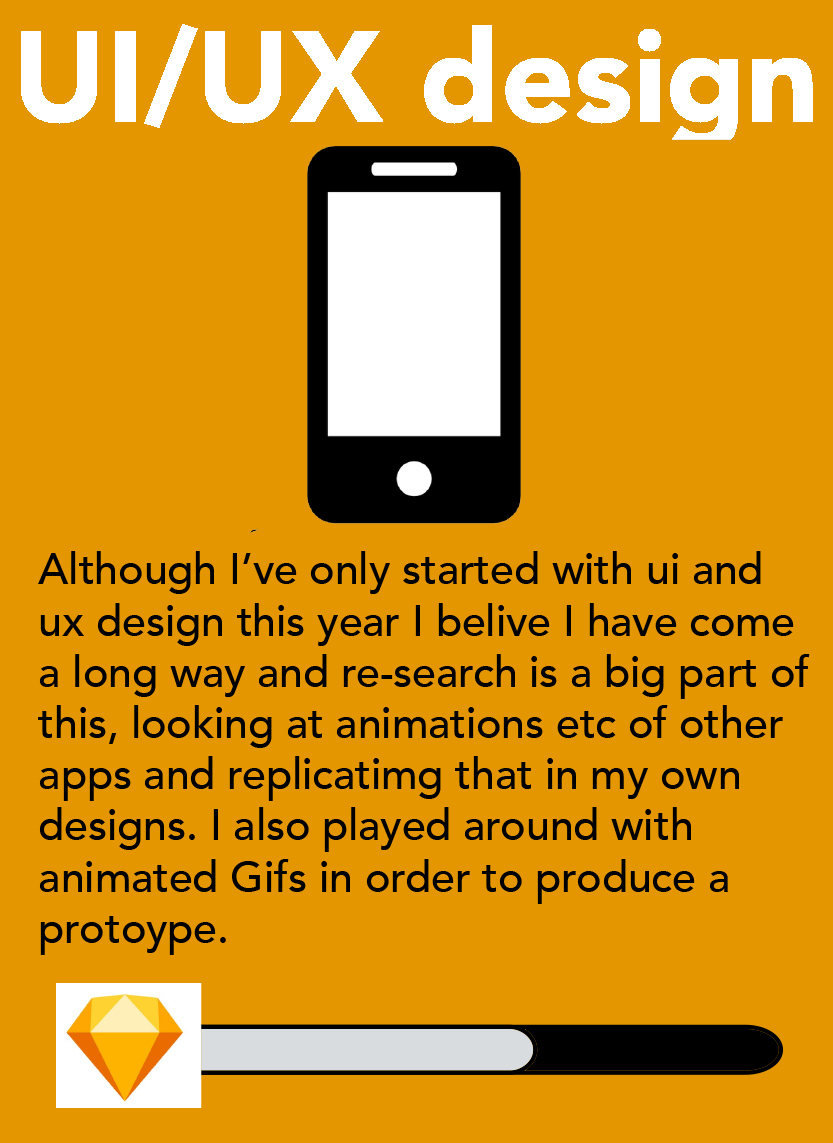 UI/UX design
Although I’ve only started with ui and
ux design this year I belive I have come
a long way and re-search is a big part of
this, looking at animations etc of other
apps and replicatimg that in my own
designs. I also played around with
animated Gifs in order to produce a
protoype.